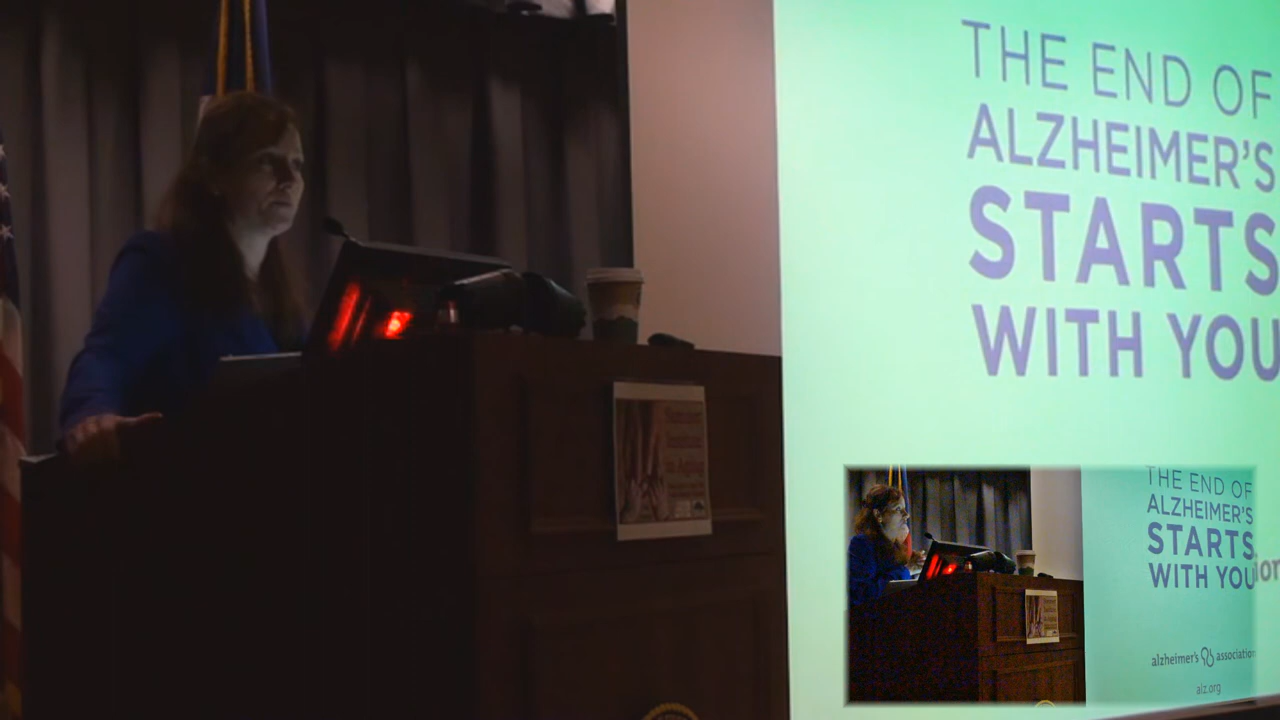 THE END OF
ALZHEIMER'S
STARTS
WITH YOU
THE END OF
ALZHEIMER'S
STARTS
WITH YOU
alzheimer's association
alz.org